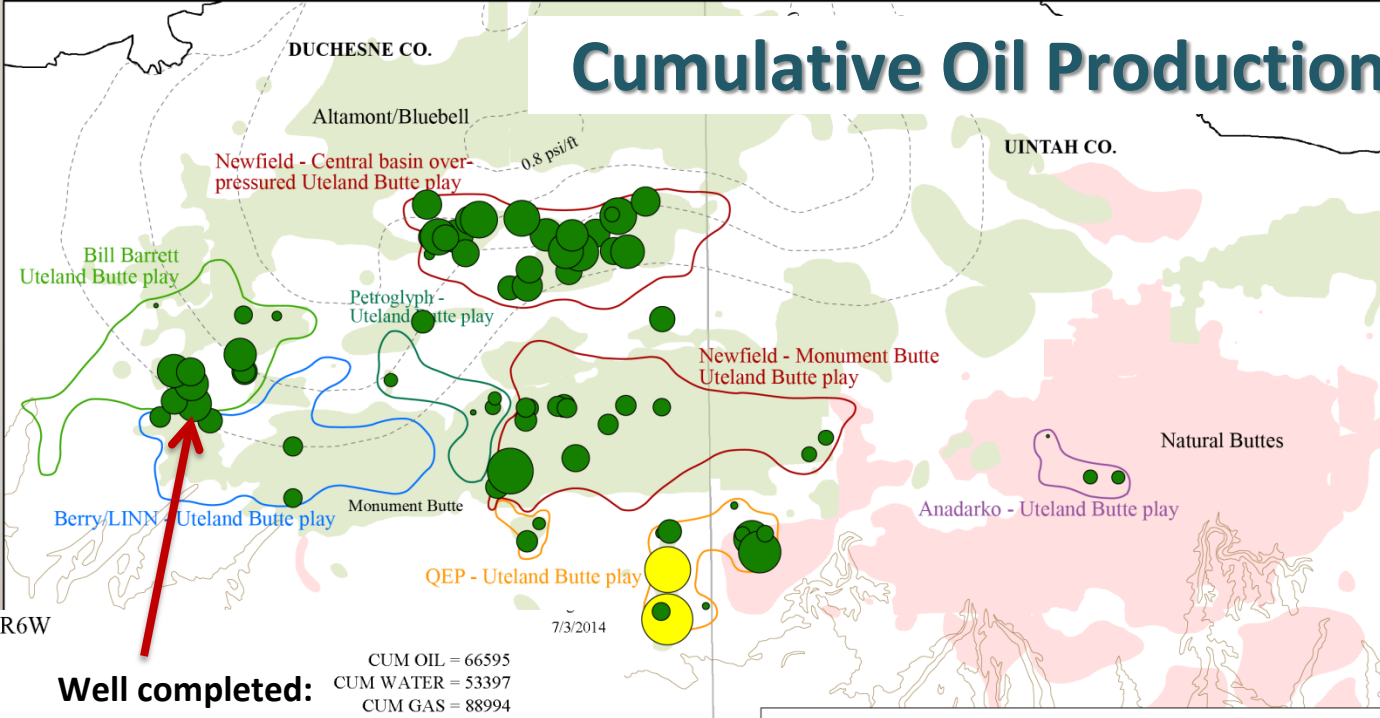 Cumulative Oil Production
DUCHESNE CO.
Altamont/Bluebell
0.8 psi/ft
UINTAH CO.
Newfield - Central basin over-
pressured Uteland Butte play
Bill Barrett
Uteland Butte play
Petroglyph -
Uteland Butte play
Newfield - Monument Butte
Uteland Butte play
Natural Buttes
Monument Butte
Anadarko - Uteland Butte play
Berry/LINN - Uteland Butte play
QEP - Uteland Butte play
R6W
7/3/2014
CUM OIL = 66595
Well completed:
CUM WATER = 53397
CUM GAS = 88994